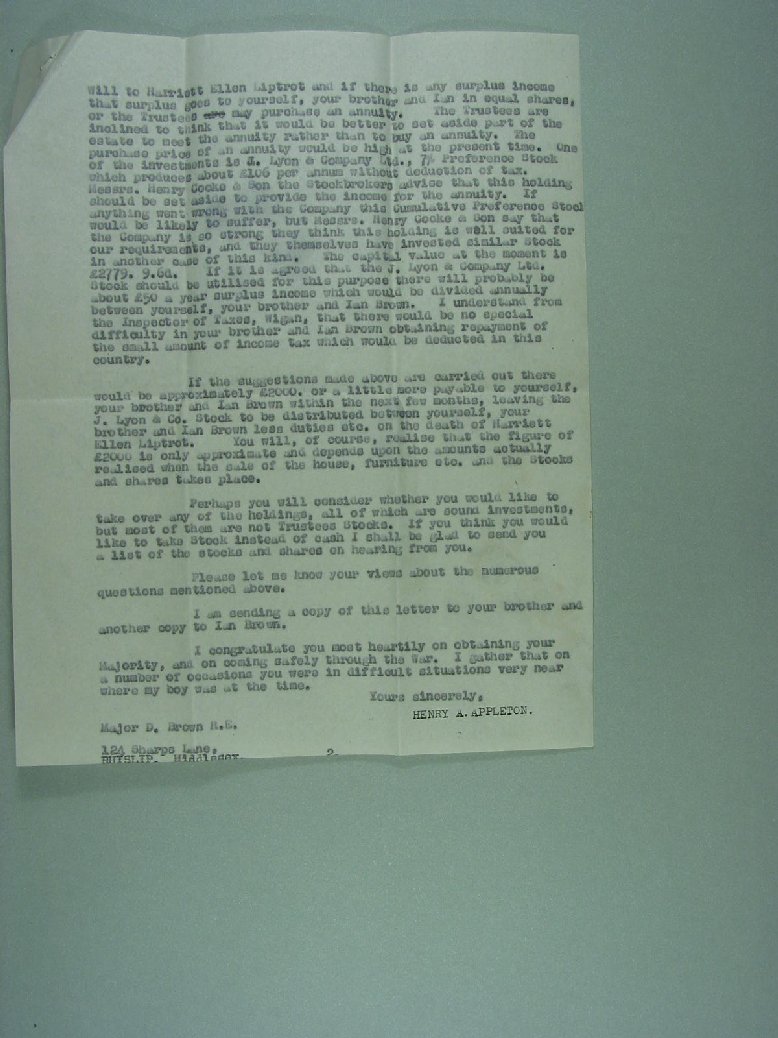 will to Harriett Ellen Liptrot and if there is any surplus income
that surplus goes to yourself, your brother and Ian in equal shares,
or the Trustees are may purchase an annuity. The Trustees are
inclined to think that it would be better to set aside part of the
estate to meet the annuity rather than to buy an annuity. The
purchase price of an annuity would be high at the present time. One
of the investments is J. Lyon & Company Ltd., 7% Preference Stock
which produces about £106 per annum without deduction of tax.
Messrs. Henry Cooke & Son the Stockbrokers advise that this holding
should be set aside to provide the income for the annuity. If
anything went wrong with the Company this Cumulative Preference Stock
would be likely to suffer, but Messrs. Henry Cooke & Son say that
the Company is so strong they think this holding is well suited for
our requirements, and they themselves have invested similar Stock
in another case of this kind. The capital value at the moment is
£2779. 9.6d. If it is agreed that the J. Lyon & Company Ltd.
Stock should be utilised for this purpose there will probably be
about £50 a year surplus income which would be divided annually
between yourself, your brother and Ian Brown. I understand from
the Inspector of Taxes, Wigan, that there would be no special
difficulty in your brother and Ian Brown obtaining repayment of
the small amount of income tax which would be deducted in this
country.
If the suggestions made above are carried out there
would be approximately £2000. or a little more payable to yourself,
your brother and Ian Brown within the next few months, leaving the
J. Lyon & Co. Stock to be distributed between yourself, your
brother and Ian Brown less duties etc. on the death of Harriett
Ellen Liptrot. You will, of course, realise that the figure of
£2000 is only approximate and depends upon the amounts actually
realised when the sale of the house, furniture etc. and the Stocks
and shares takes place.
Perhaps you will consider whether you would like to
take over any of the holdings, all of which are sound investments,
but most of them are not Trustees Stocks. If you think you would
like to take Stock instead of cash I shall be glad to send you
a list of the stocks and shares on hearing from you.
Please let me know your views about the numerous
questions mentioned above.
I am sending a copy of this letter to your brother and
another copy to Ian Brown.
I congratulate you most heartily on obtaining your
Majority, and on coming safely through the War. I gather that on
a number of occasions you were in difficult situations very near
where my boy was at the time.
Yours sincerely,
HENRY A. APPLETON.
Major D. Brown R.E.
124 Sharps Lane,
RUISLIP. Middlesex.
2.